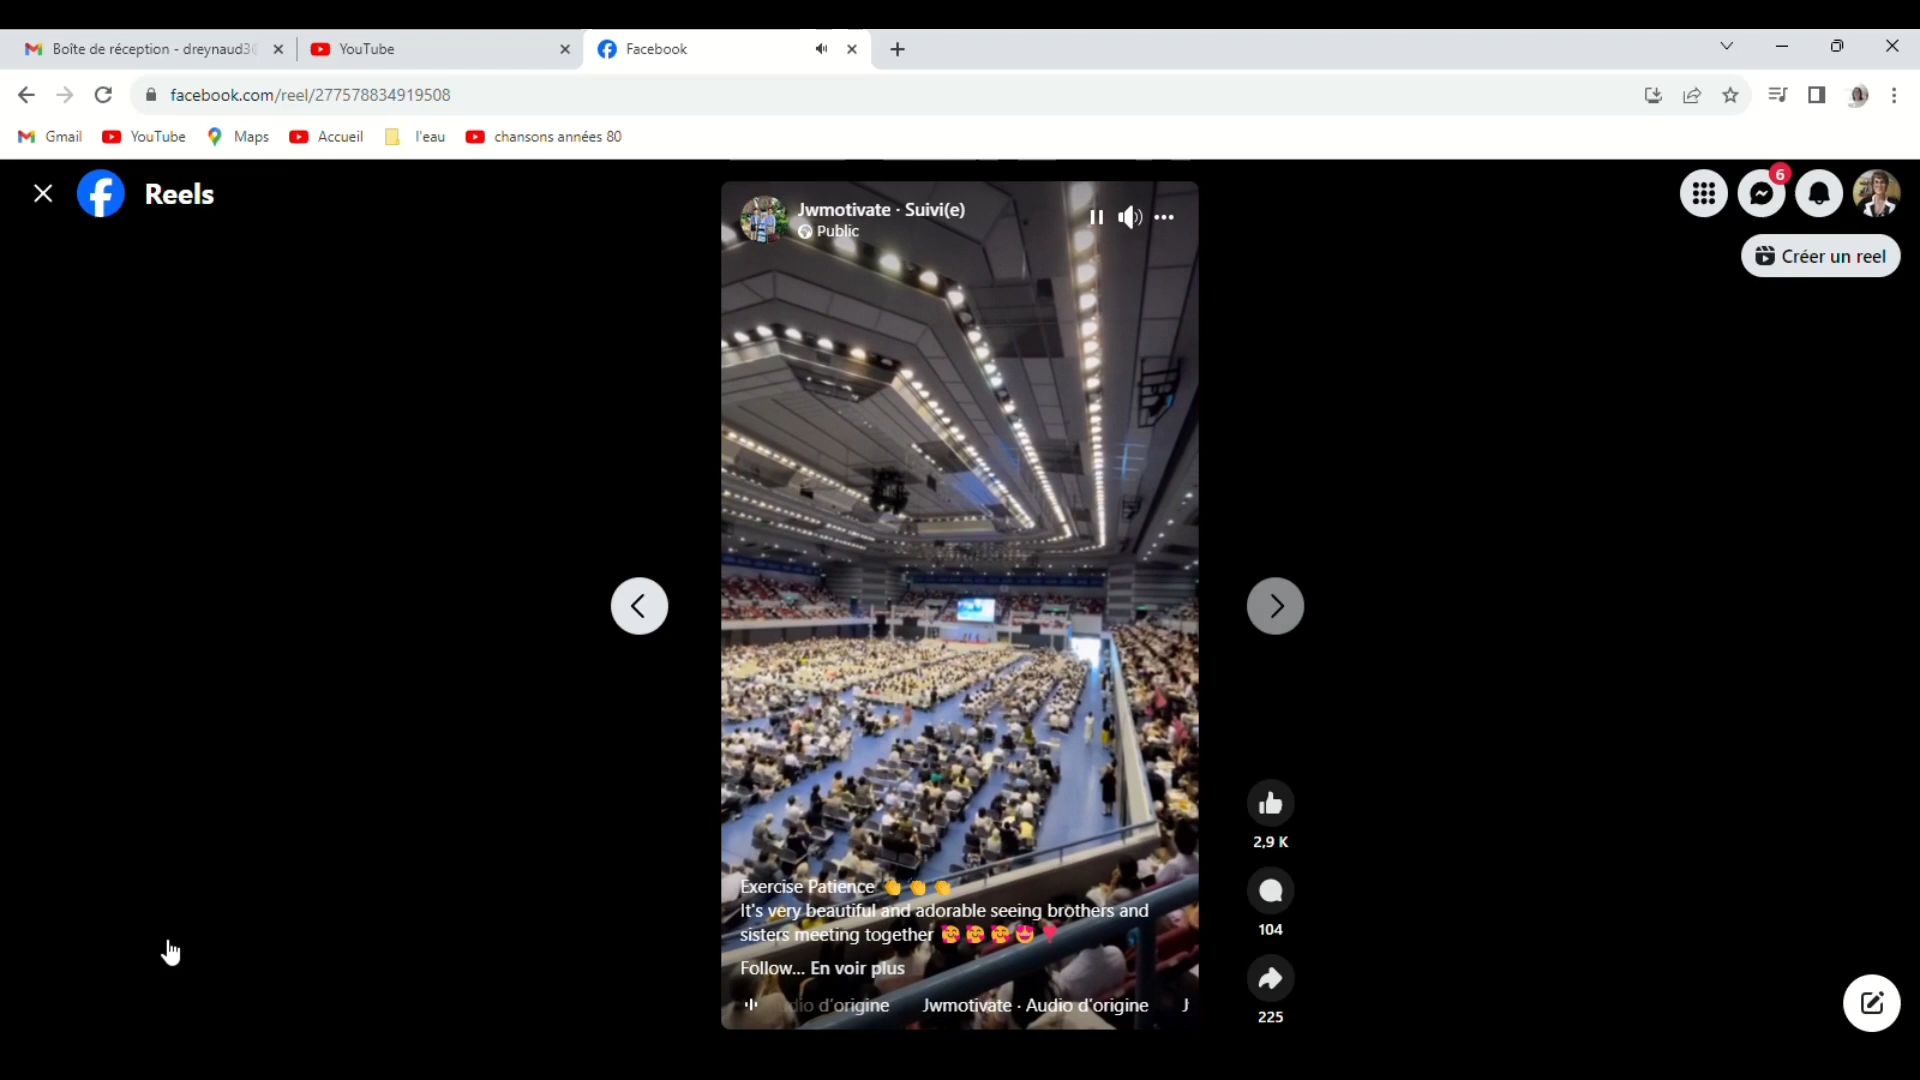 Boîte de réception - dreynaud3
YouTube
Facebook
facebook.com/reel/277578834919508
Gmail
YouTube
Maps
Accueil
l'eau
chansons années 80
Reels
6
Créer un reel
Jwmotivate · Suivi(e)
Public
Exercise Patience 👏 👏 👏
It's very beautiful and adorable seeing brothers and
sisters meeting together 🥰 🥰 🥰 😍 ❣
Follow... En voir plus
dio d'origine Jwmotivate · Audio d'origine J
2,9 K
104
225